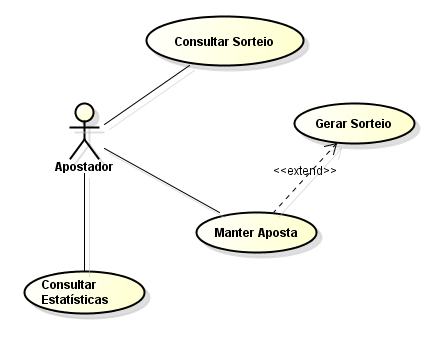 Consultar Sorteio
Gerar Sorteio
Apostador
<<extend>>
Manter Aposta
Consultar
Estatísticas